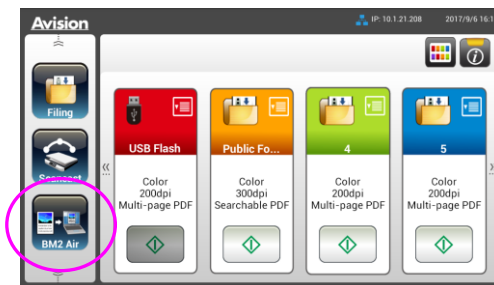 Avision
IP: 10.1.21.208 2017/9/6 16:1
Filing
Scancast
BM2 Air
USB Flash
Color
200dpi
Multi-page PDF
Public Fo...
Color
300dpi
Searchable PDF
4
Color
200dpi
Multi-page PDF
5
Color
200dpi
Multi-page PDF